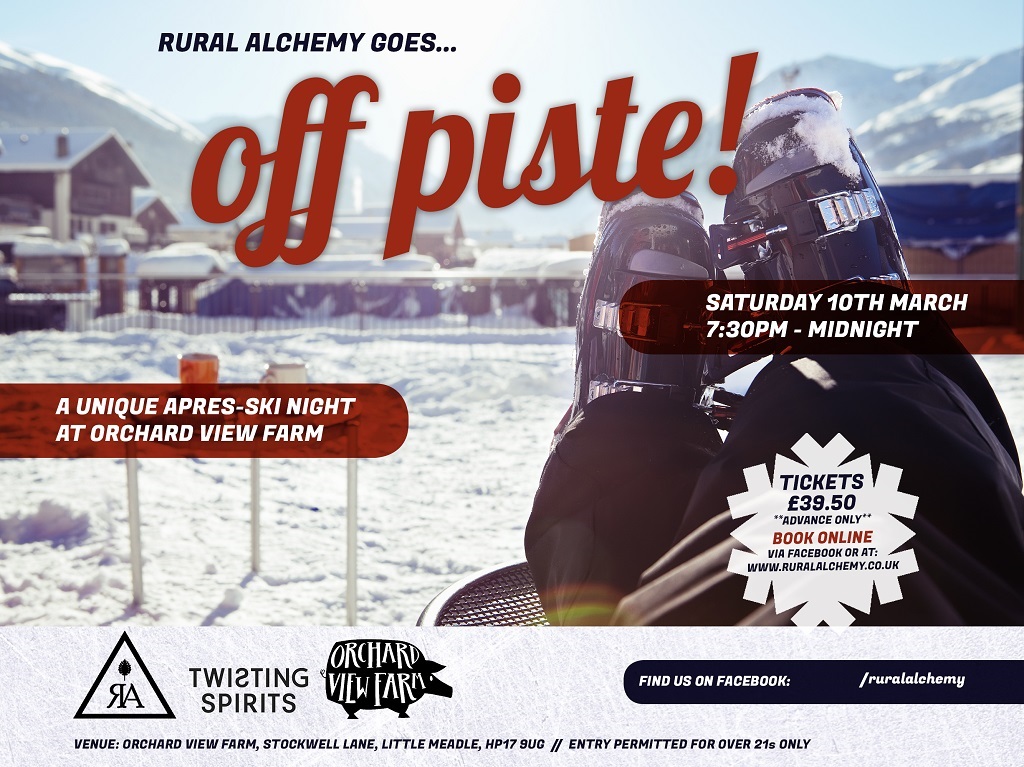 RURAL ALCHEMY GOES...
off piste!
SATURDAY 10TH MARCH
7:30PM - MIDNIGHT
A UNIQUE APRES-SKI NIGHT
AT ORCHARD VIEW FARM
TICKETS
£39.50
**ADVANCE ONLY**
BOOK ONLINE
VIA FACEBOOK OR AT:
WWW.RURALALCHEMY.CO.UK
RA
TWISTING
SPIRITS
ORCHARD
VIEW FARM
FIND US ON FACEBOOK: /ruralalchemy
VENUE: ORCHARD VIEW FARM, STOCKWELL LANE, LITTLE MEADLE, HP17 9UG // ENTRY PERMITTED FOR OVER 21s ONLY